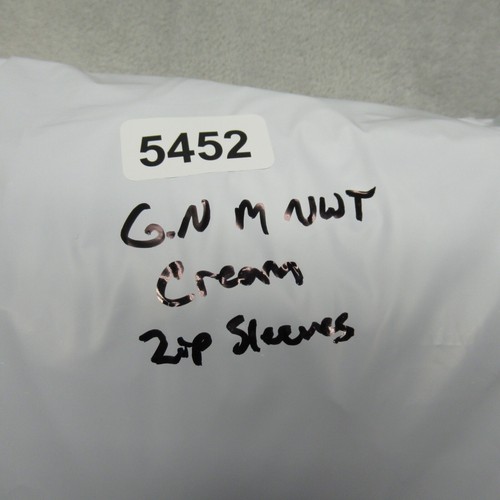 5452
G.N M NWT
Cream
Zip Sleeves